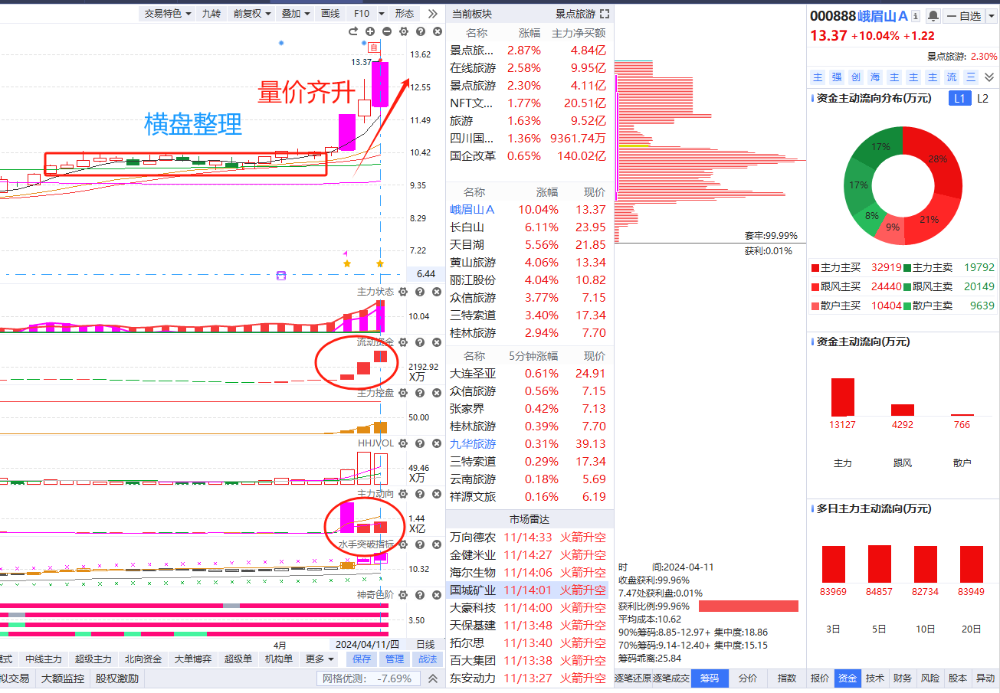 交易特色 九转 前复权 叠加 画线 F10 形态
13.37
自
13.62
量价齐升
12.55
横盘整理
11.49
10.42
9.35
8.29
7.22
6.44
主力状态
10.04
流动资金
2192.92
X万
主力控盘
50.00
HHJVOL
49.46
X万
主力动向
1.44
X亿
水手突破指标
10.32
神奇色阶
3.50
4月 2024/04/11/四 日线
模式 中线主力 超级主力 北向资金 大单博弈 超级单 机构单 更多 保存 管理 战法
拟交易 大额监控 股权激励 网格优测: -7.69%
当前板块 景点旅游
名称 涨幅 主力净买额
景点旅... 2.87% 4.84亿
在线旅游 2.58% 9.95亿
景点旅游 2.30% 4.11亿
NFT文... 1.77% 20.51亿
旅游 1.63% 9.52亿
四川国... 1.36% 9361.74万
国企改革 0.65% 140.02亿
名称 涨幅 现价
峨眉山Ａ 10.04% 13.37
长白山 6.11% 23.95
天目湖 5.56% 21.85
黄山旅游 4.06% 13.34
丽江股份 4.04% 10.82
众信旅游 3.77% 7.15
三特索道 3.40% 17.34
桂林旅游 2.94% 7.70
名称 5分钟涨幅 现价
大连圣亚 0.61% 24.91
众信旅游 0.56% 7.15
张家界 0.42% 7.13
桂林旅游 0.39% 7.70
九华旅游 0.31% 39.13
三特索道 0.29% 17.34
云南旅游 0.18% 5.69
祥源文旅 0.16% 6.19
市场雷达
万向德农 11/14:33 火箭升空
金健米业 11/14:27 火箭升空
海尔生物 11/14:06 火箭升空
国城矿业 11/14:01 火箭升空
大豪科技 11/14:00 火箭升空
天保基建 11/13:48 火箭升空
拓尔思 11/13:40 火箭升空
百大集团 11/13:38 火箭升空
东安动力 11/13:27 火箭升空
套牢:99.99%
获利:0.01%
时 间:2024-04-11
收盘获利:99.96%
7.47处获利盘:0.01%
获利比例:99.96%
平均成本:10.62
90%筹码:8.85-12.97+ 集中度:18.86
70%筹码:9.14-12.40+ 集中度:15.15
筹码乖离:25.84
逐笔还原 逐笔成交 筹码 分价 指数
000888 峨眉山Ａ 自选
13.37 +10.04% +1.22
景点旅游: 2.30%
主 强 创 海 主 主 主 流 三
资金主动流向分布(万元) L1 L2
17% 28%
17%
8% 9% 21%
主力主买 32919 主力主卖 19792
跟风主买 24440 跟风主卖 20149
散户主买 10404 散户主卖 9639
资金主动流向(万元)
13127 4292 766
主力 跟风 散户
多日主力主动流向(万元)
83969 84857 82734 83949
3日 5日 10日 20日
报价 资金 技术 财务 风险 股本 异动